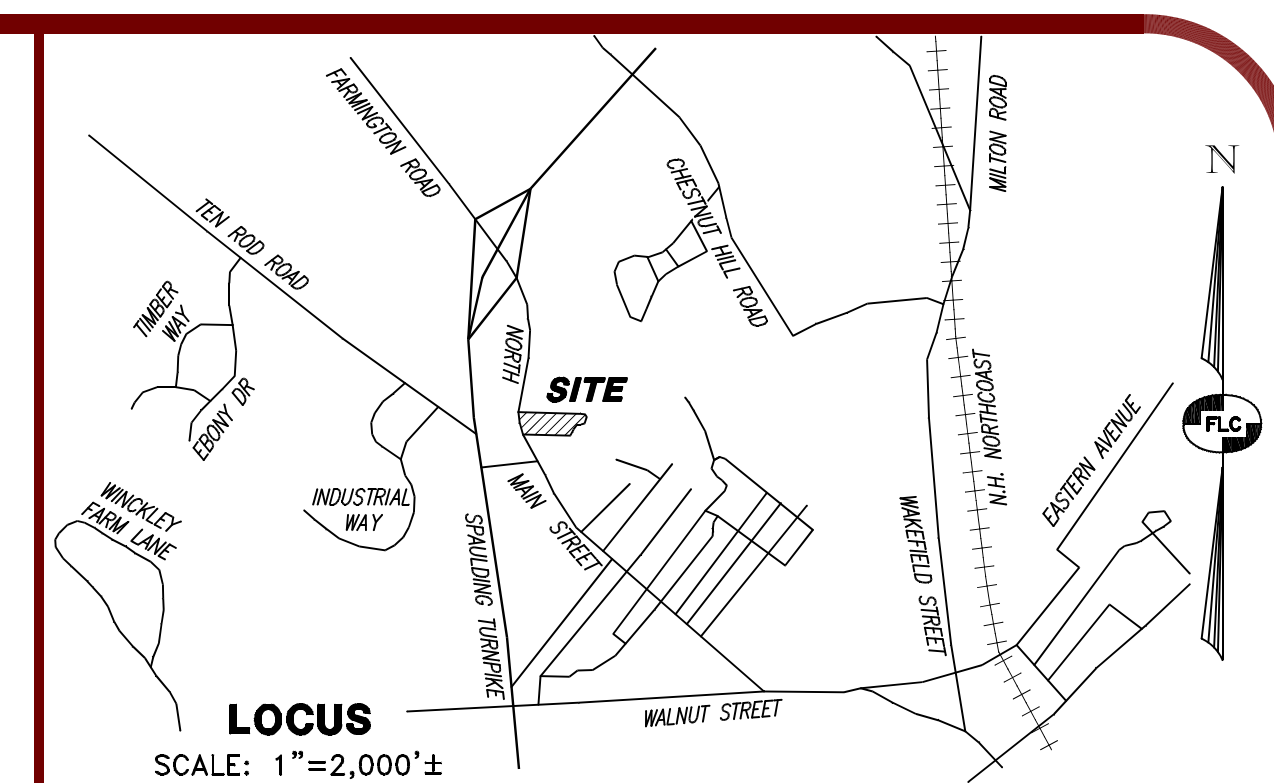 FARMINGTON ROAD
MILTON ROAD
N
CHESTNUT HILL ROAD
TEN ROD ROAD
TIMBER
WAY
NORTH
EBONY DR
SITE
N.H. NORTHCOAST
EASTERN AVENUE
FLC
INDUSTRIAL
WAY
MAIN STREET
WINCKLEY
FARM LANE
SPAULDING TURNPIKE
WAKEFIELD STREET
WALNUT STREET
LOCUS
SCALE: 1"=2,000'±